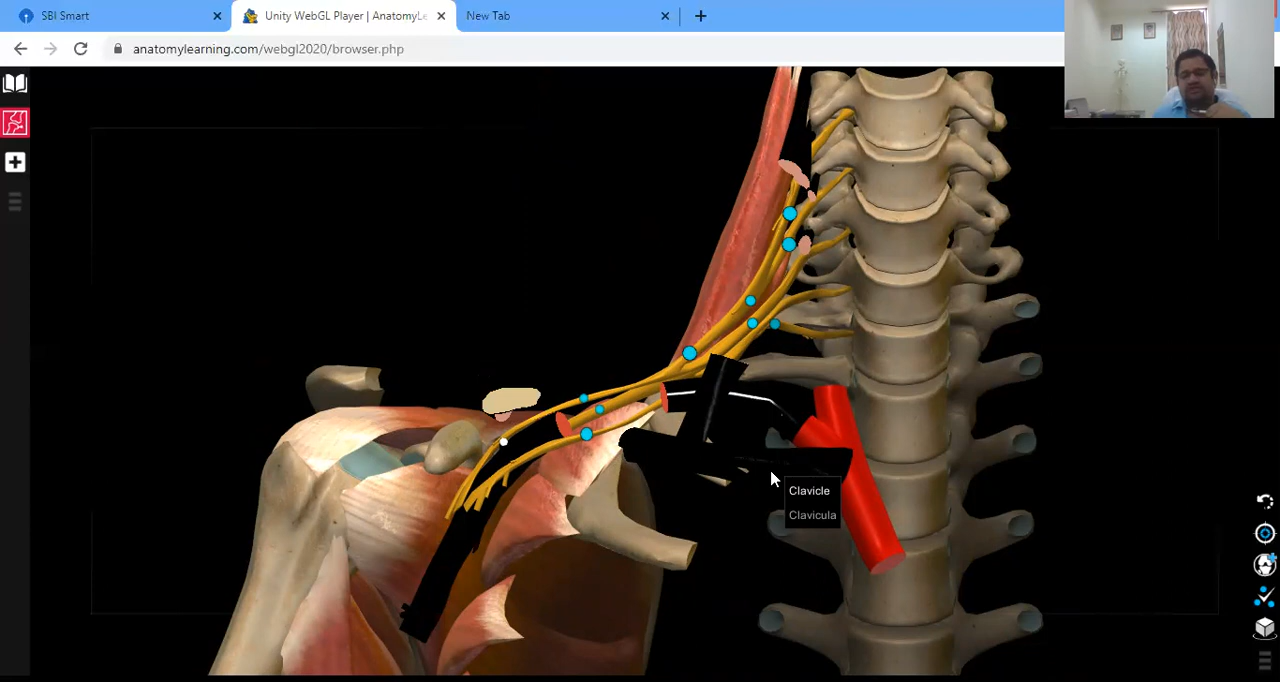 SBI Smart
Unity WebGL Player | AnatomyLe
New Tab
anatomylearning.com/webgl2020/browser.php
Clavicle
Clavicula